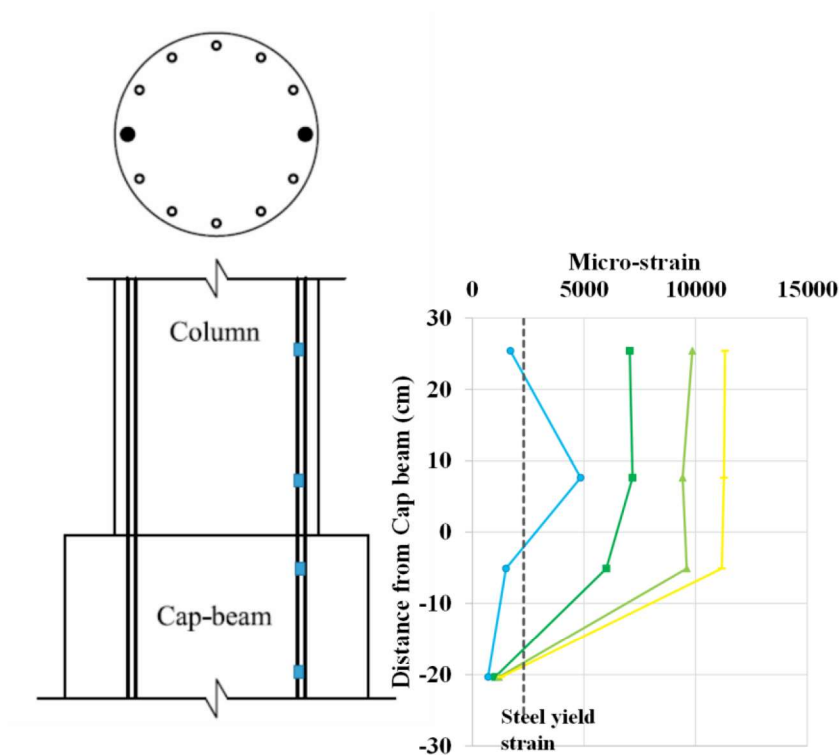 Column
Cap-beam
Micro-strain
0 5000 10000 15000
Distance from Cap beam (cm)
30
20
10
0
-10
-20
-30
Steel yield
strain